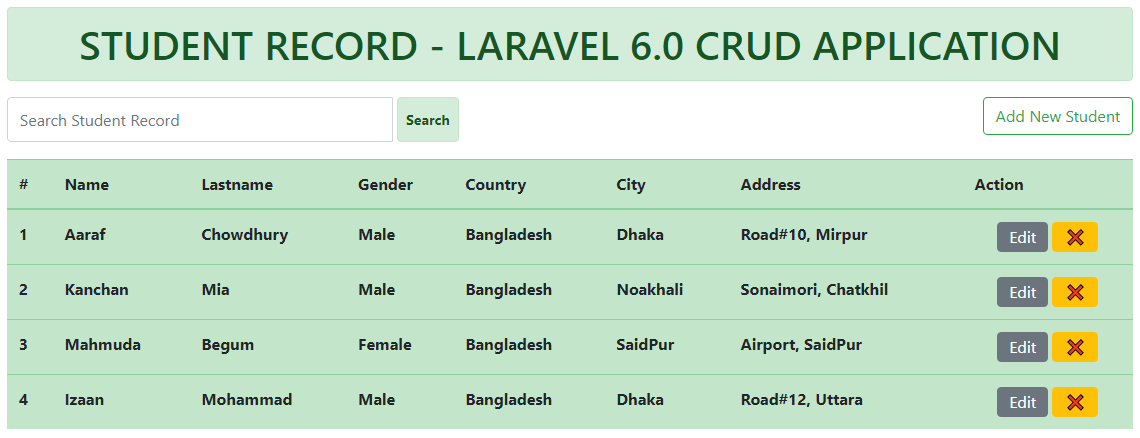 STUDENT RECORD - LARAVEL 6.0 CRUD APPLICATION
Search Student Record Search Add New Student
# Name Lastname Gender Country City Address Action
1 Aaraf Chowdhury Male Bangladesh Dhaka Road#10, Mirpur Edit
2 Kanchan Mia Male Bangladesh Noakhali Sonaimori, Chatkhil Edit
3 Mahmuda Begum Female Bangladesh SaidPur Airport, SaidPur Edit
4 Izaan Mohammad Male Bangladesh Dhaka Road#12, Uttara Edit